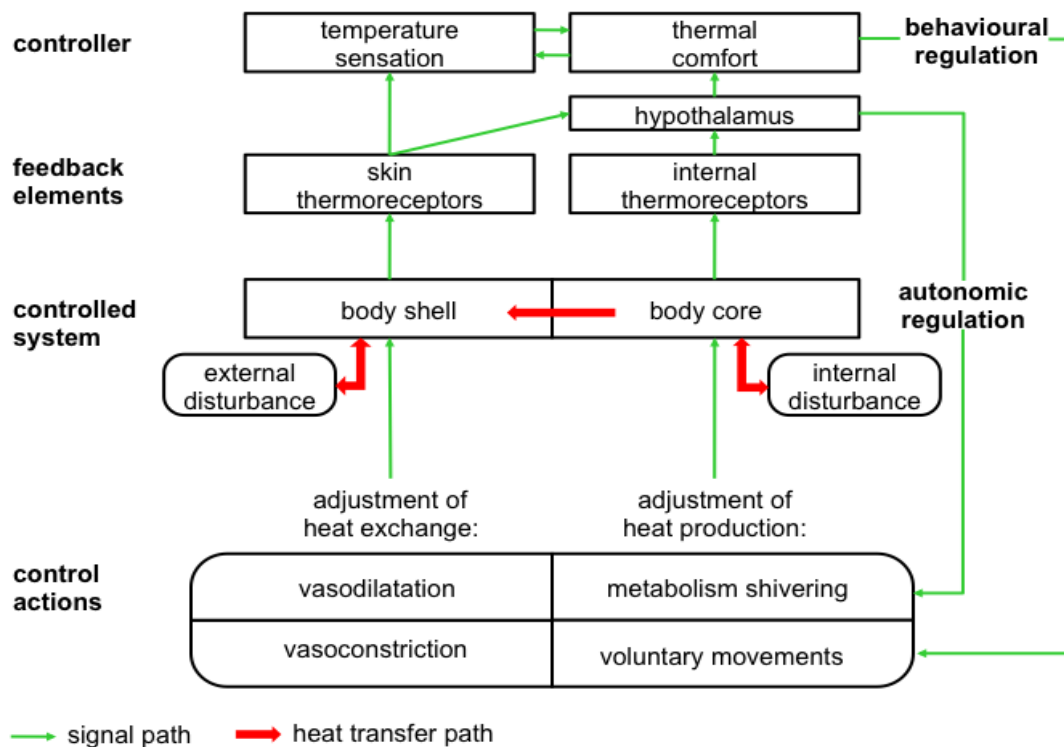 controller
temperature
sensation
thermal
comfort
behavioural
regulation
hypothalamus
feedback
elements
skin
thermoreceptors
internal
thermoreceptors
controlled
system
body shell
body core
autonomic
regulation
external
disturbance
internal
disturbance
adjustment of
heat exchange:
adjustment of
heat production:
control
actions
vasodilatation
metabolism shivering
vasoconstriction
voluntary movements
signal path
heat transfer path